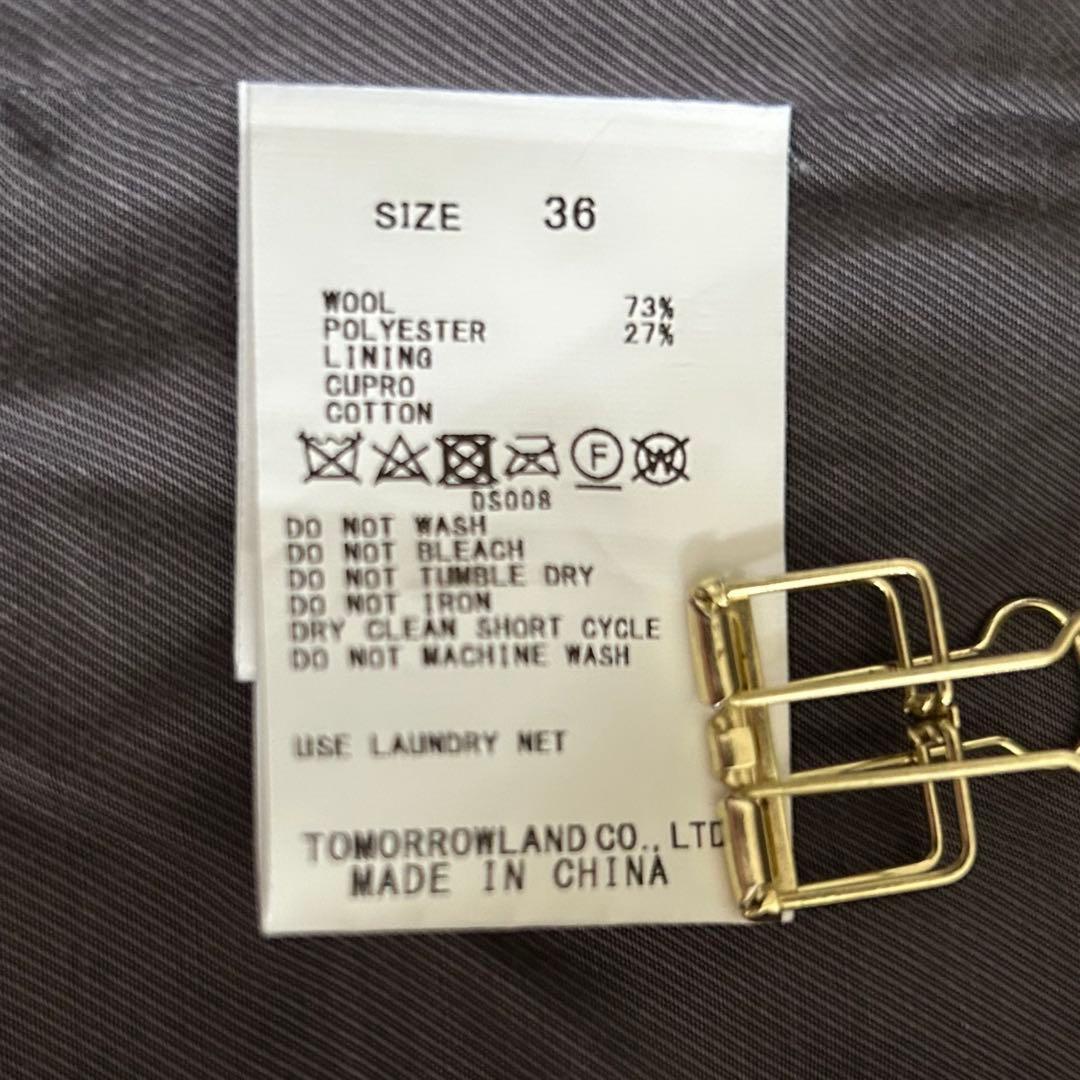 SIZE 36
WOOL 73%
POLYESTER 27%
LINING
CUPRO
COTTON
F W
DS008
DO NOT WASH
DO NOT BLEACH
DO NOT TUMBLE DRY
DO NOT IRON
DRY CLEAN SHORT CYCLE
DO NOT MACHINE WASH
USE LAUNDRY NET
TOMORROWLAND CO., LTD
MADE IN CHINA